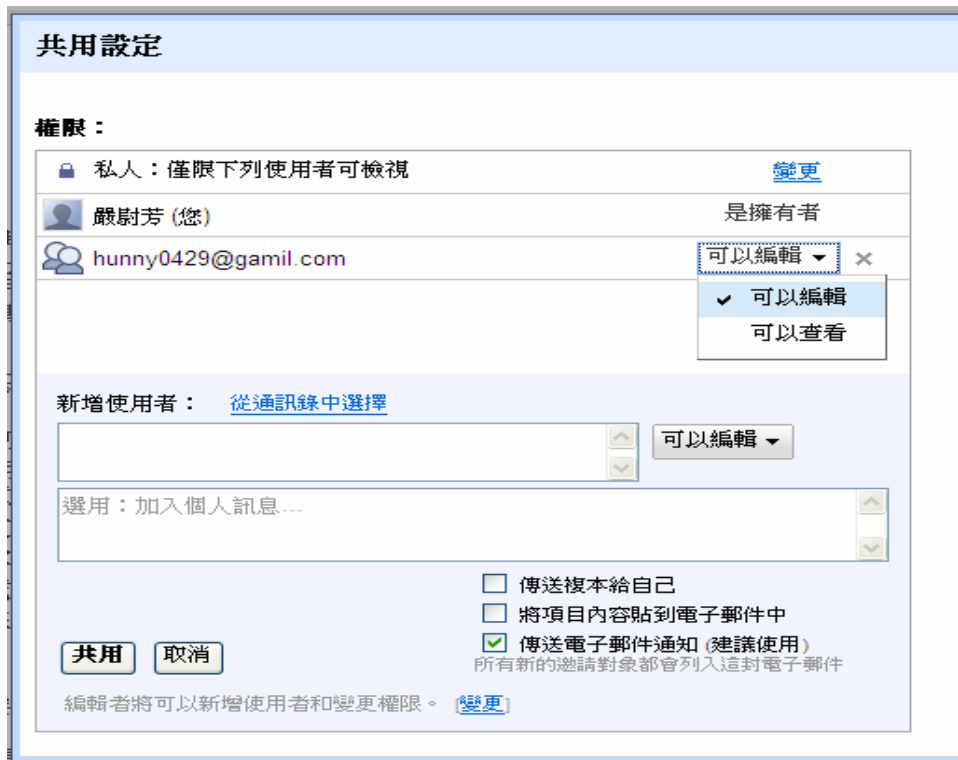 共用設定
權限：
私人：僅限下列使用者可檢視 變更
嚴尉芳 (您) 是擁有者
hunny0429@gamil.com 可以編輯
可以編輯
可以查看
新增使用者： 從通訊錄中選擇
可以編輯
選用：加入個人訊息...
傳送複本給自己
將項目內容貼到電子郵件中
傳送電子郵件通知 (建議使用)
所有新的邀請對象都會列入這封電子郵件
共用 取消
編輯者將可以新增使用者和變更權限。 [變更]